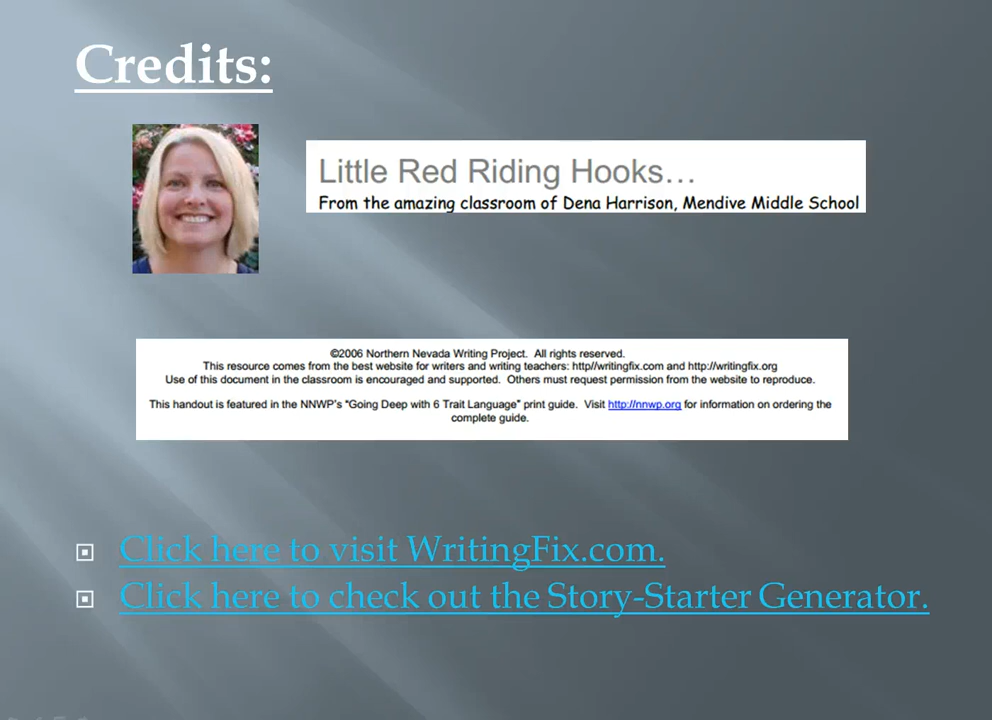 Credits:
Little Red Riding Hooks…
From the amazing classroom of Dena Harrison, Mendive Middle School
©2006 Northern Nevada Writing Project. All rights reserved.
This resource comes from the best website for writers and writing teachers: http//writingfix.com and http://writingfix.org
Use of this document in the classroom is encouraged and supported. Others must request permission from the website to reproduce.
This handout is featured in the NNWP's "Going Deep with 6 Trait Language" print guide. Visit http://nnwp.org for information on ordering the
complete guide.
Click here to visit WritingFix.com.
Click here to check out the Story-Starter Generator.